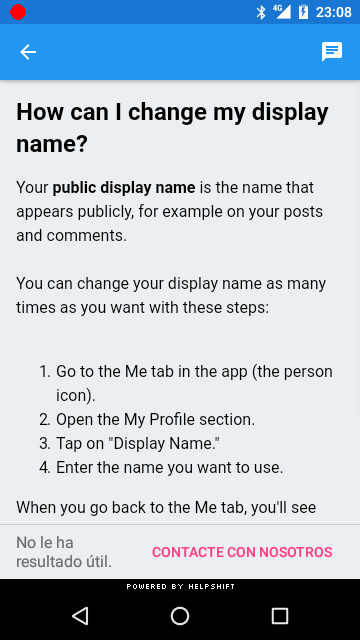 4G 23:08
How can I change my display
name?
Your public display name is the name that
appears publicly, for example on your posts
and comments.
You can change your display name as many
times as you want with these steps:
1. Go to the Me tab in the app (the person
icon).
2. Open the My Profile section.
3. Tap on "Display Name."
4. Enter the name you want to use.
When you go back to the Me tab, you'll see
No le ha
resultado útil.
CONTACTE CON NOSOTROS
POWERED BY HELPSHIFT